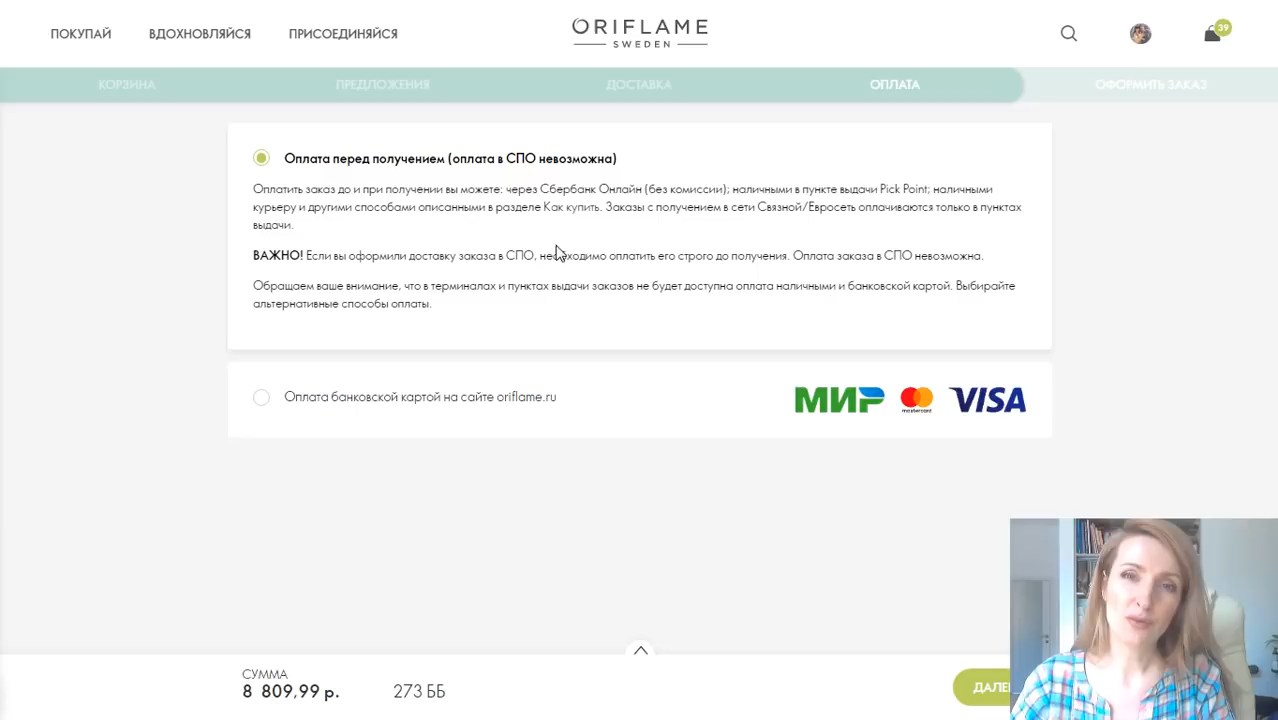 ПОКУПАЙ ВДОХНОВЛЯЙСЯ ПРИСОЕДИНЯЙСЯ
ORIFLAME
SWEDEN
39
КОРЗИНА ПРЕДЛОЖЕНИЯ ДОСТАВКА ОПЛАТА ОФОРМИТЬ ЗАКАЗ
Оплата перед получением (оплата в СПО невозможна)
Оплатить заказ до и при получении вы можете: через Сбербанк Онлайн (без комиссии); наличными в пункте выдачи Pick Point; наличными
курьеру и другими способами описанными в разделе Как купить. Заказы с получением в сети Связной/Евросеть оплачиваются только в пунктах
выдачи.
ВАЖНО! Если вы оформили доставку заказа в СПО, необходимо оплатить его строго до получения. Оплата заказа в СПО невозможна.
Обращаем ваше внимание, что в терминалах и пунктах выдачи заказов не будет доступна оплата наличными и банковской картой. Выбирайте
альтернативные способы оплаты.
Оплата банковской картой на сайте oriflame.ru МИР mastercard VISA
СУММА
8 809,99 р. 273 ББ
ДАЛЕ